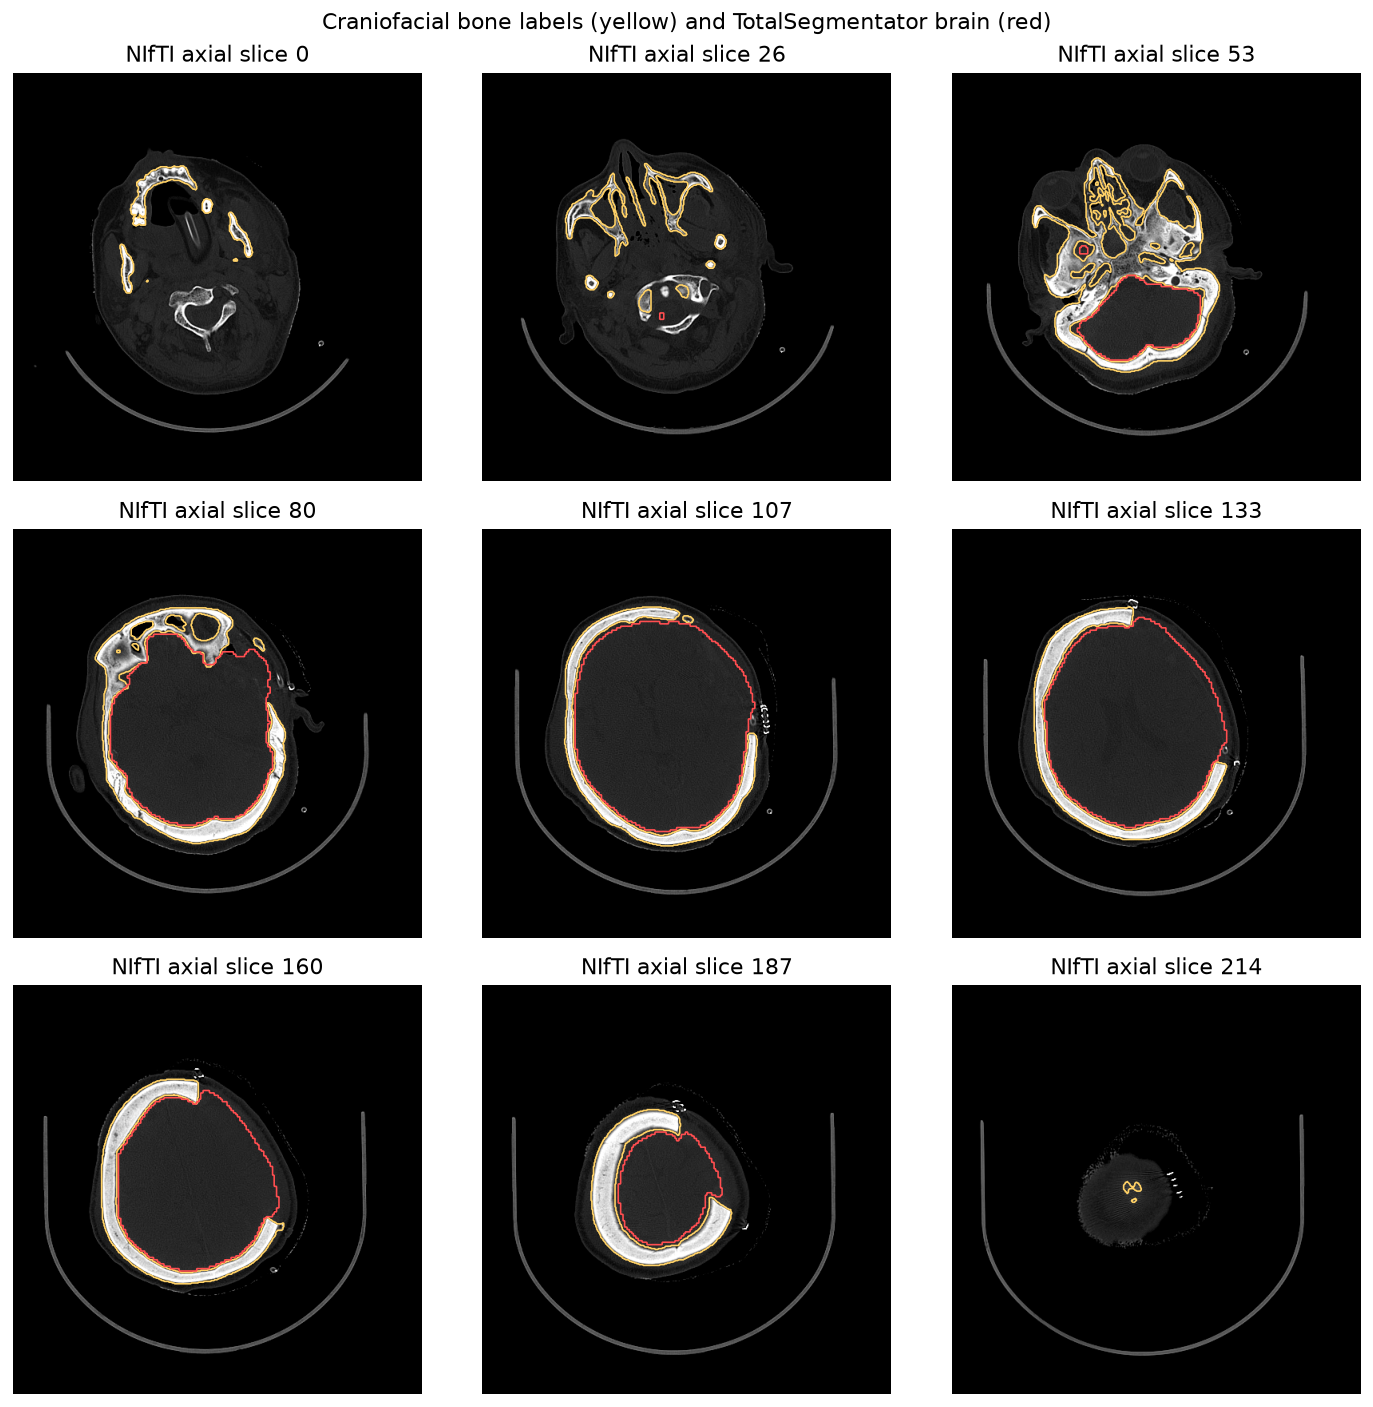 Craniofacial bone labels (yellow) and TotalSegmentator brain (red)
NIfTI axial slice 0
NIfTI axial slice 26
NIfTI axial slice 53
NIfTI axial slice 80
NIfTI axial slice 107
NIfTI axial slice 133
NIfTI axial slice 160
NIfTI axial slice 187
NIfTI axial slice 214